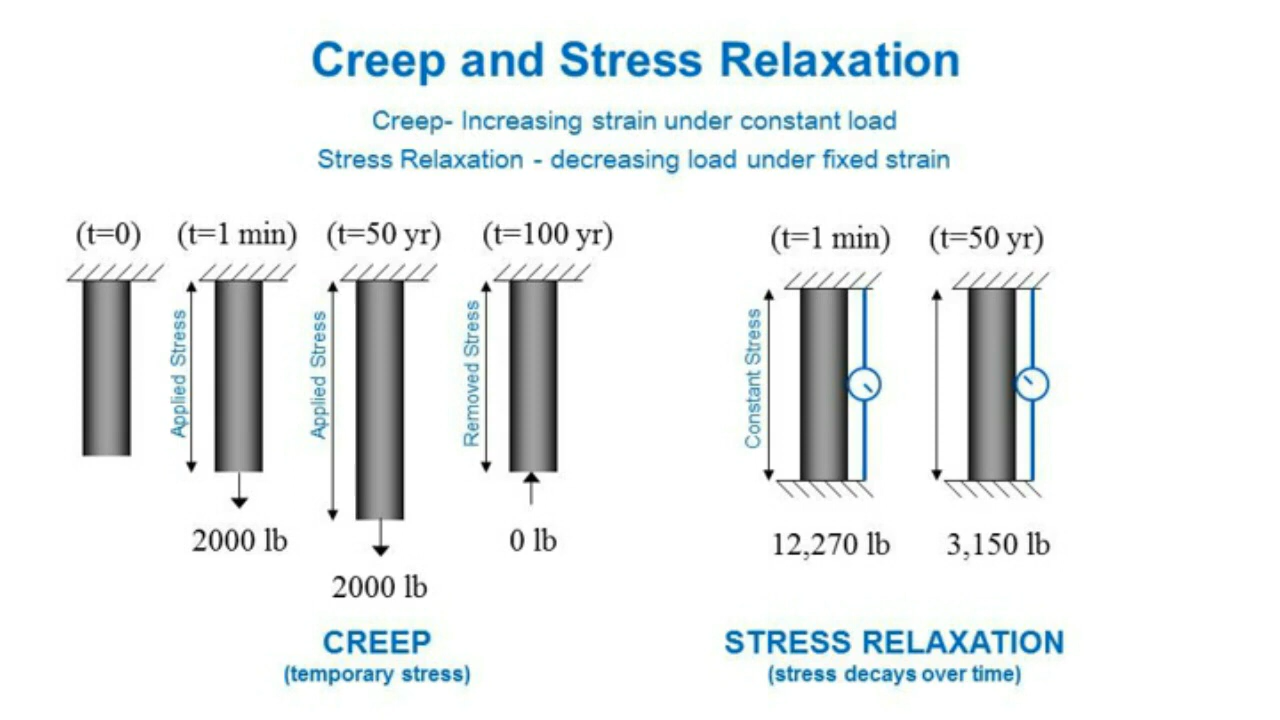 Creep and Stress Relaxation
Creep- Increasing strain under constant load
Stress Relaxation - decreasing load under fixed strain
(t=0) (t=1 min) (t=50 yr) (t=100 yr)
Applied Stress
Applied Stress
Removed Stress
2000 lb
2000 lb
0 lb
CREEP
(temporary stress)
(t=1 min) (t=50 yr)
Constant Stress
12,270 lb 3,150 lb
STRESS RELAXATION
(stress decays over time)